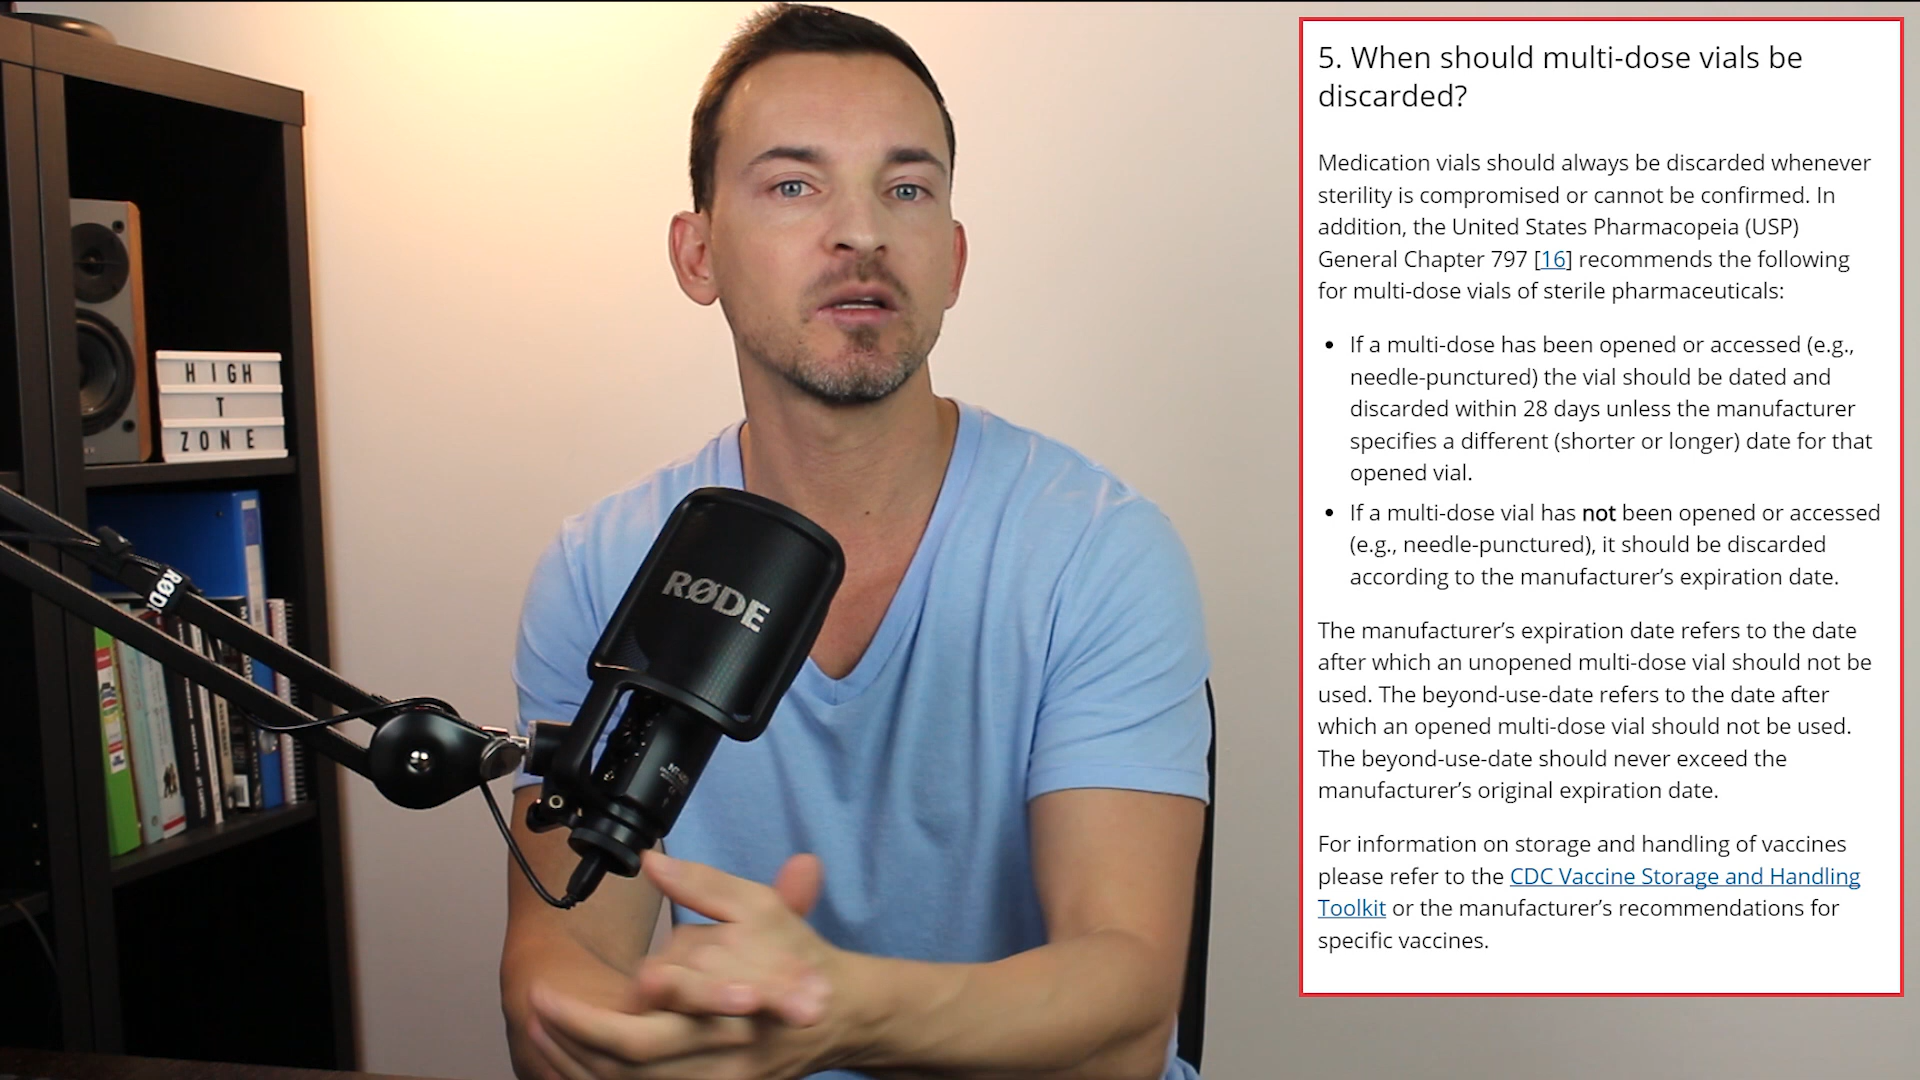 HIGH
T
ZONE
RØDE
RØD
5. When should multi-dose vials be
discarded?
Medication vials should always be discarded whenever
sterility is compromised or cannot be confirmed. In
addition, the United States Pharmacopeia (USP)
General Chapter 797 [16] recommends the following
for multi-dose vials of sterile pharmaceuticals:
• If a multi-dose has been opened or accessed (e.g.,
needle-punctured) the vial should be dated and
discarded within 28 days unless the manufacturer
specifies a different (shorter or longer) date for that
opened vial.
• If a multi-dose vial has not been opened or accessed
(e.g., needle-punctured), it should be discarded
according to the manufacturer’s expiration date.
The manufacturer’s expiration date refers to the date
after which an unopened multi-dose vial should not be
used. The beyond-use-date refers to the date after
which an opened multi-dose vial should not be used.
The beyond-use-date should never exceed the
manufacturer’s original expiration date.
For information on storage and handling of vaccines
please refer to the CDC Vaccine Storage and Handling
Toolkit or the manufacturer’s recommendations for
specific vaccines.